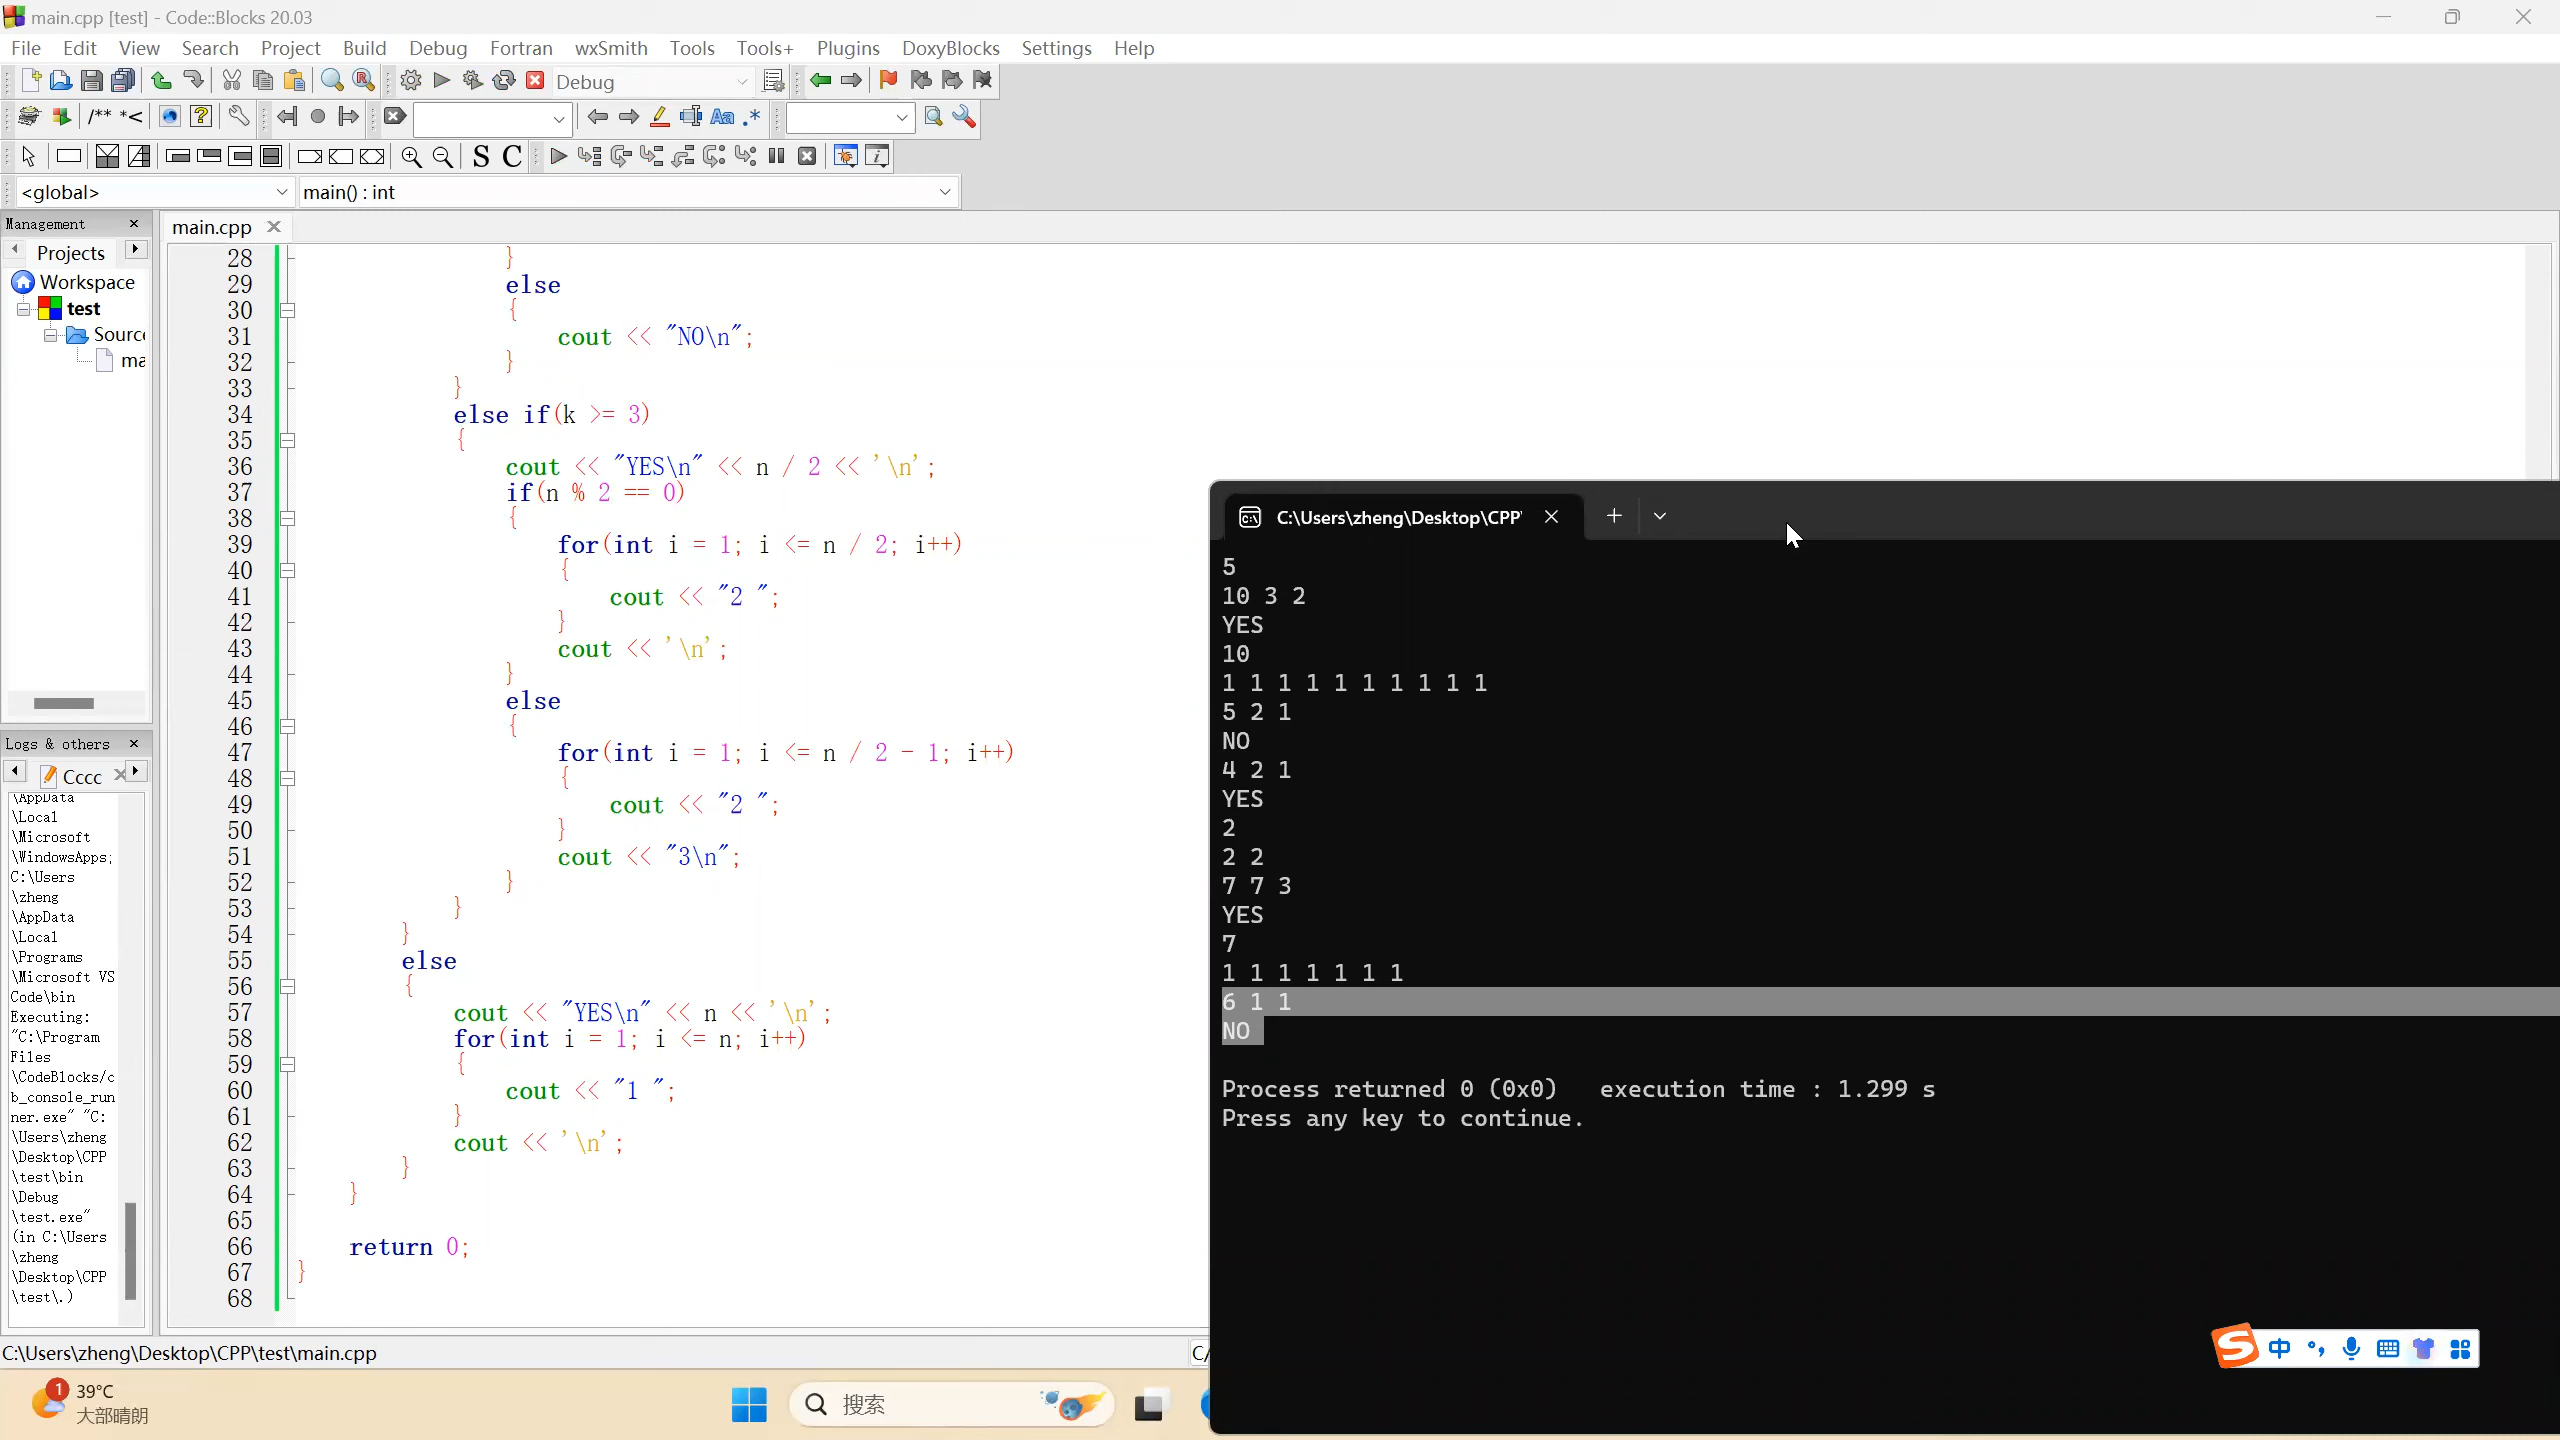 main.cpp [test] - Code::Blocks 20.03
File Edit View Search Project Build Debug Fortran wxSmith Tools Tools+ Plugins DoxyBlocks Settings Help
Debug
/** *<
Aa .*
S C
<global> main() : int
Management
Projects
Workspace
test
Sourc
ma
Logs & others
Cccc
\AppData
\Local
\Microsoft
\WindowsApps;
C:\Users
\zheng
\AppData
\Local
\Programs
\Microsoft VS
Code\bin
Executing:
"C:\Program
Files
\CodeBlocks/c
b_console_run
ner.exe" "C:
\Users\zheng
\Desktop\CPP
\test\bin
\Debug
\test.exe"
(in C:\Users
\zheng
\Desktop\CPP
\test\.)
main.cpp
28 }
29 else
30 {
31 cout << "NO\n";
32 }
33 }
34 else if(k >= 3)
35 {
36 cout << "YES\n" << n / 2 << '\n';
37 if(n % 2 == 0)
38 {
39 for(int i = 1; i <= n / 2; i++)
40 {
41 cout << "2 ";
42 }
43 cout << '\n';
44 }
45 else
46 {
47 for(int i = 1; i <= n / 2 - 1; i++)
48 {
49 cout << "2 ";
50 }
51 cout << "3\n";
52 }
53 }
54 }
55 else
56 {
57 cout << "YES\n" << n << '\n';
58 for(int i = 1; i <= n; i++)
59 {
60 cout << "1 ";
61 }
62 cout << '\n';
63 }
64 }
65
66 return 0;
67 }
68
C:\Users\zheng\Desktop\CPP
5
10 3 2
YES
10
1 1 1 1 1 1 1 1 1 1
5 2 1
NO
4 2 1
YES
2
2 2
7 7 3
YES
7
1 1 1 1 1 1 1
6 1 1
NO
Process returned 0 (0x0) execution time : 1.299 s
Press any key to continue.
中
C:\Users\zheng\Desktop\CPP\test\main.cpp
C/
1
39°C
大部晴朗
搜索